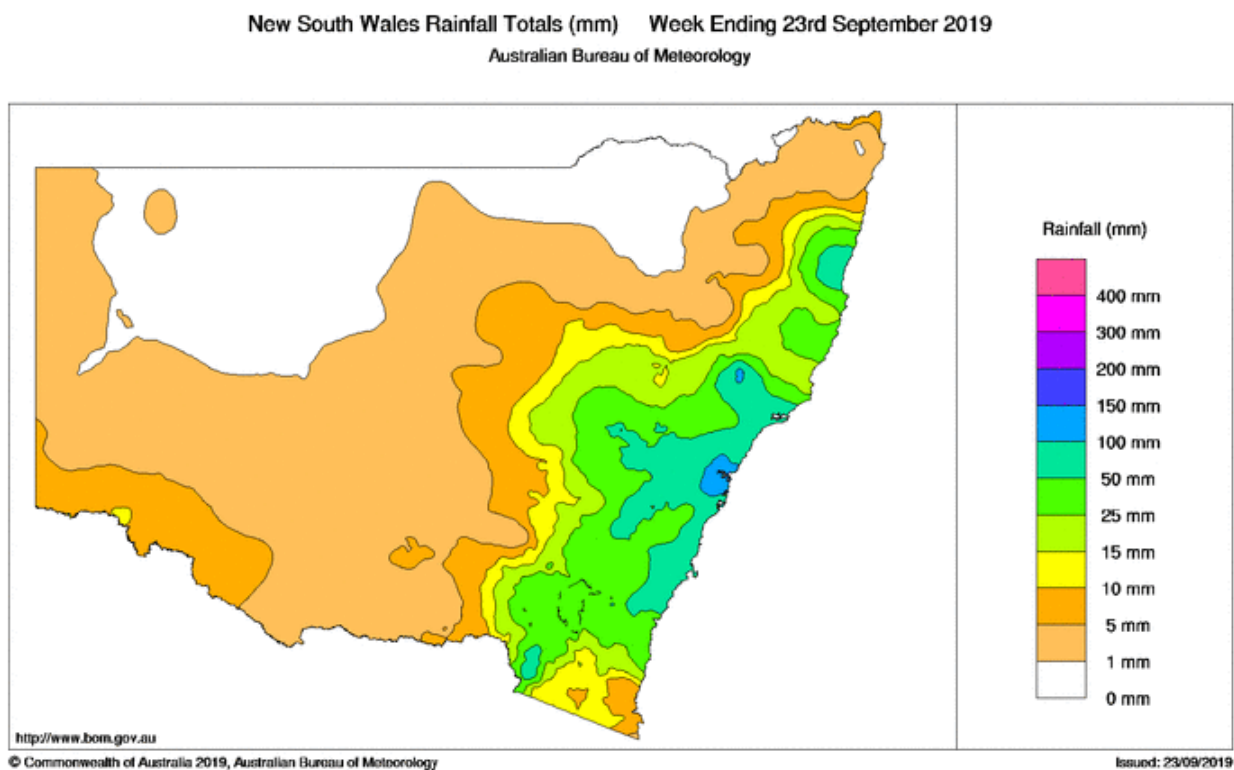 New South Wales Rainfall Totals (mm) Week Ending 23rd September 2019
Australian Bureau of Meteorology
Rainfall (mm)
400 mm
300 mm
200 mm
150 mm
100 mm
50 mm
25 mm
15 mm
10 mm
5 mm
1 mm
0 mm
http://www.bom.gov.au
© Commonwealth of Australia 2019, Australian Bureau of Meteorology
Issued: 23/09/2019